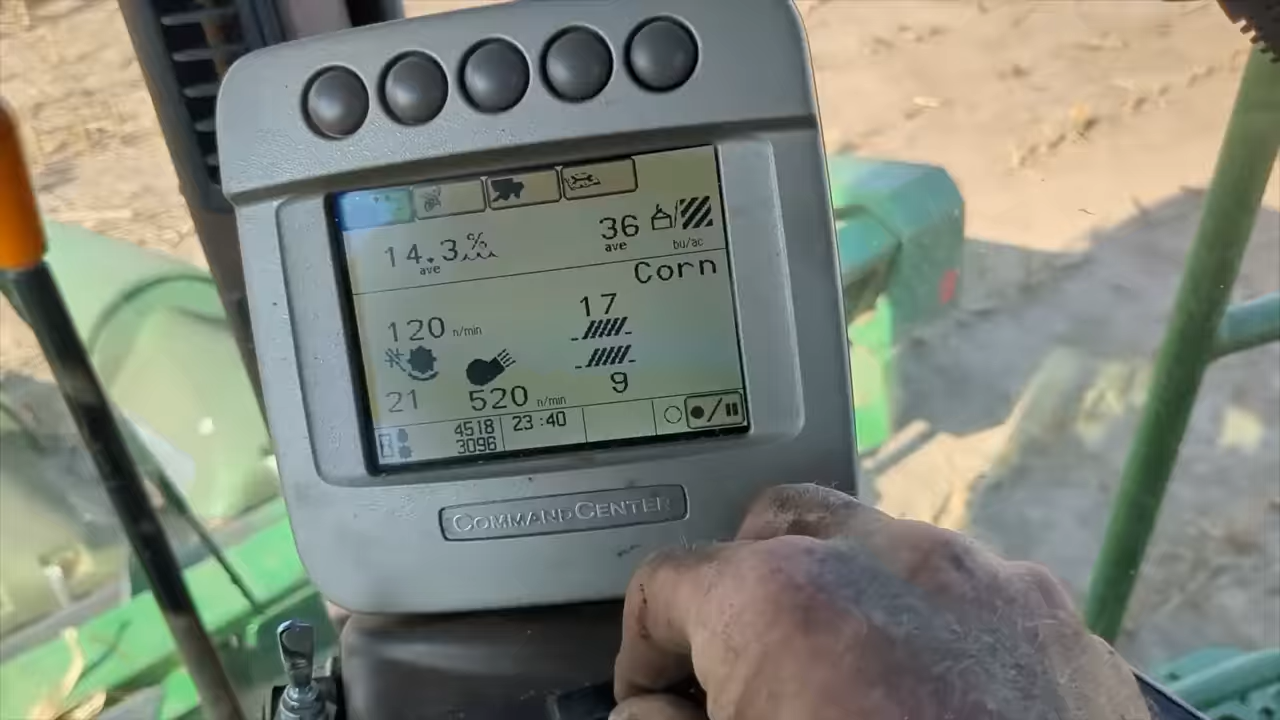 14.3%
ave
36
ave
bu/ac
Corn
17
120 n/min
21
520 n/min
9
4518
3096
23:40
COMMANDCENTER